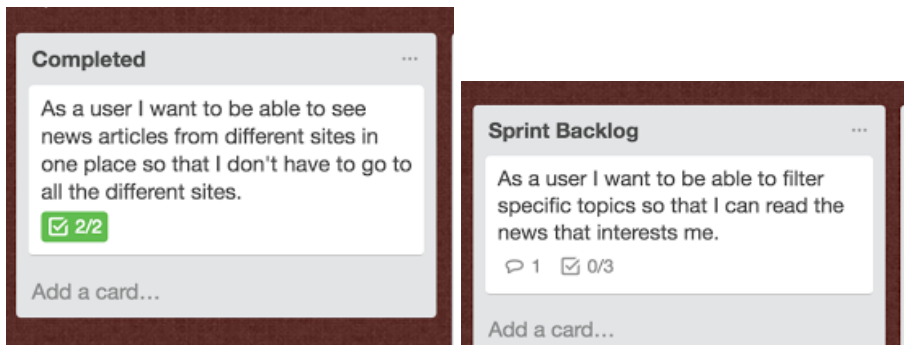 Completed
As a user I want to be able to see
news articles from different sites in
one place so that I don't have to go to
all the different sites.
2/2
Add a card...
Sprint Backlog
As a user I want to be able to filter
specific topics so that I can read the
news that interests me.
1 0/3
Add a card...